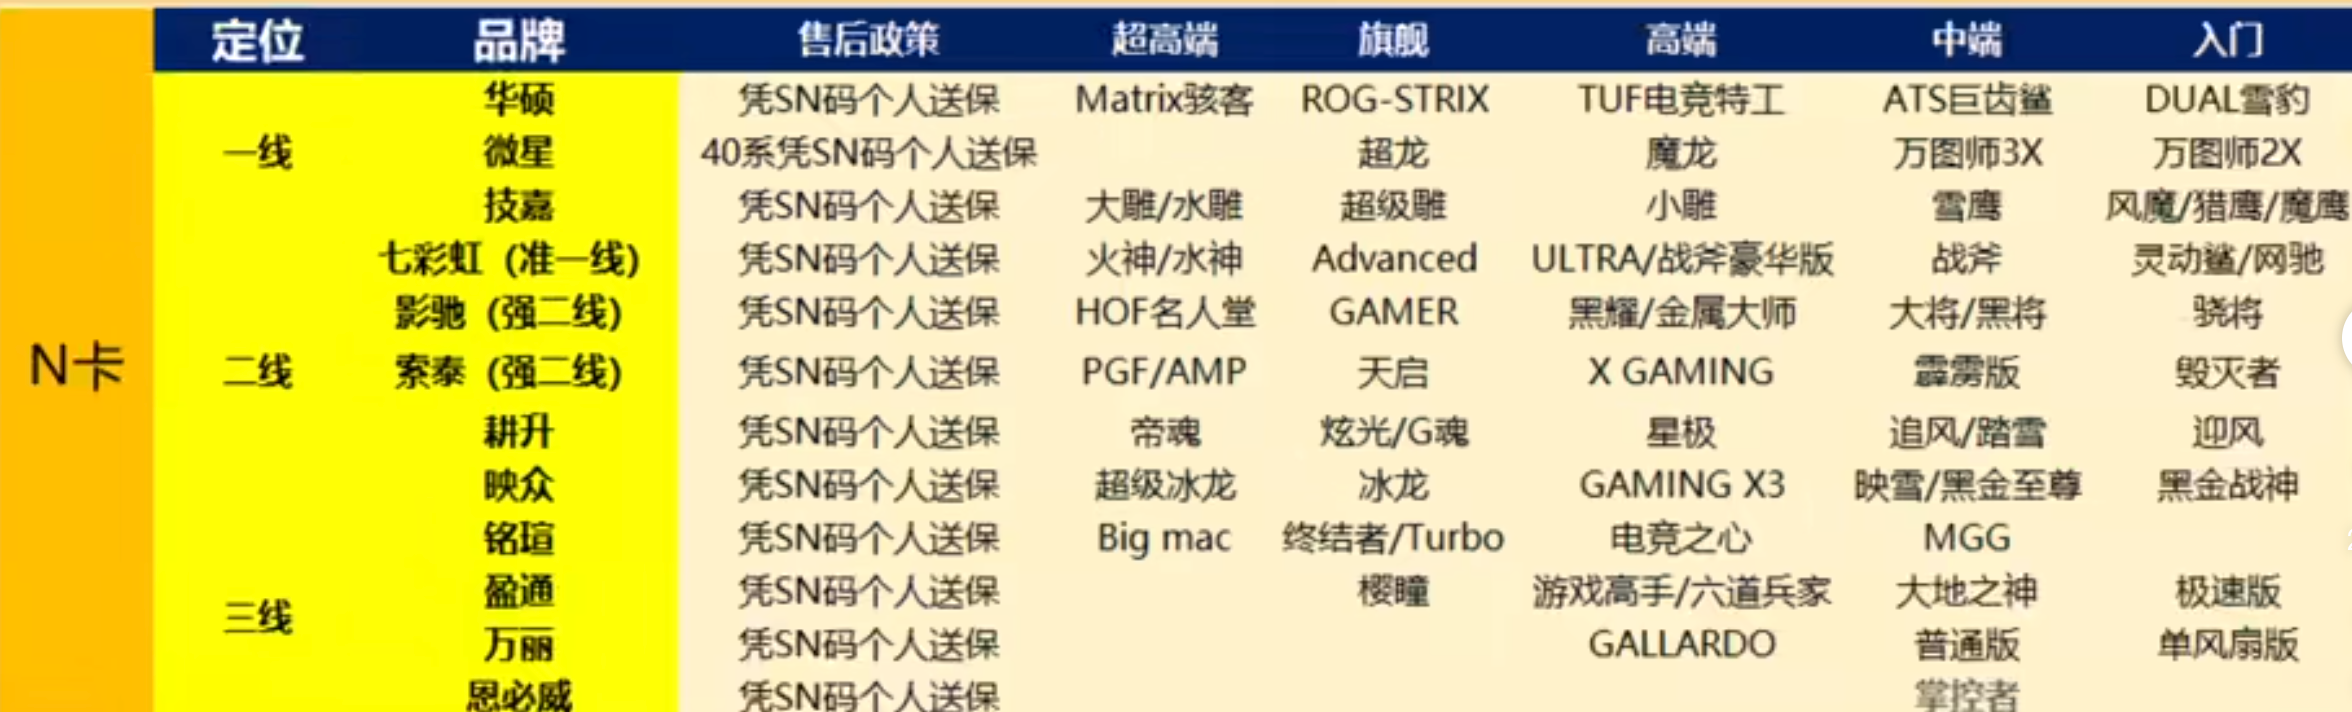 定位 品牌 售后政策 超高端 旗舰 高端 中端 入门
华硕 凭SN码个人送保 Matrix骇客 ROG-STRIX TUF电竞特工 ATS巨齿鲨 DUAL雪豹
一线 微星 40系凭SN码个人送保 超龙 魔龙 万图师3X 万图师2X
技嘉 凭SN码个人送保 大雕/水雕 超级雕 小雕 雪鹰 风魔/猎鹰/魔鹰
七彩虹 (准一线) 凭SN码个人送保 火神/水神 Advanced ULTRA/战斧豪华版 战斧 灵动鲨/网驰
影驰 (强二线) 凭SN码个人送保 HOF名人堂 GAMER 黑耀/金属大师 大将/黑将 骁将
N卡 二线 索泰 (强二线) 凭SN码个人送保 PGF/AMP 天启 X GAMING 霹雳版 毁灭者
耕升 凭SN码个人送保 帝魂 炫光/G魂 星极 追风/踏雪 迎风
映众 凭SN码个人送保 超级冰龙 冰龙 GAMING X3 映雪/黑金至尊 黑金战神
铭瑄 凭SN码个人送保 Big mac 终结者/Turbo 电竞之心 MGG
盈通 凭SN码个人送保 樱瞳 游戏高手/六道兵家 大地之神 极速版
三线
万丽 凭SN码个人送保 GALLARDO 普通版 单风扇版
恩必威 凭SN码个人送保 掌控者